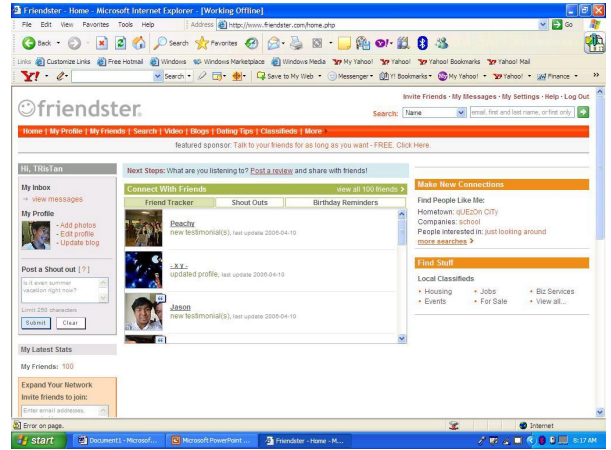 Friendster - Home - Microsoft Internet Explorer - [Working Offline]
File Edit View Favorites Tools Help Address http://www.friendster.com/home.php Go
Back Search Favorites
Links Customize Links Free Hotmail Windows Windows Marketplace Windows Media My Yahoo! Yahoo! Yahoo! Bookmarks Yahoo! Mail
Y! Search Save to My Web Messenger Y! Bookmarks My Yahoo! Yahoo! Finance »
Invite Friends · My Messages · My Settings · Help · Log Out
friendster.
Search: Name email, first and last name, or first only
Home | My Profile | My Friends | Search | Video | Blogs | Dating Tips | Classifieds | More
featured sponsor: Talk to your friends for as long as you want - FREE. Click Here.
Hi, TRisTan
My Inbox
→ view messages
My Profile
- Add photos
- Edit profile
- Update blog
Post a Shout out [ ? ]
is it even summer
vacation right now?
Limit 250 characters
Submit Clear
My Latest Stats
My Friends: 100
Expand Your Network
Invite friends to join:
Enter email addresses,
Next Steps: What are you listening to? Post a review and share with friends!
Connect With Friends view all 100 friends >
Friend Tracker Shout Outs Birthday Reminders
Peachy
new testimonial(s), last update 2006-04-10
- x y -
updated profile, last update 2006-04-10
Jason
new testimonial(s), last update 2006-04-10
Make New Connections
Find People Like Me:
Hometown: qUEzOn CiTy
Companies: school
People interested in: just looking around
more searches >
Find Stuff
Local Classifieds
• Housing • Jobs • Biz Services
• Events • For Sale • View all...
Error on page. Internet
start Document1 - Microsof... Microsoft PowerPoint ... Friendster - Home - M... 8:17 AM